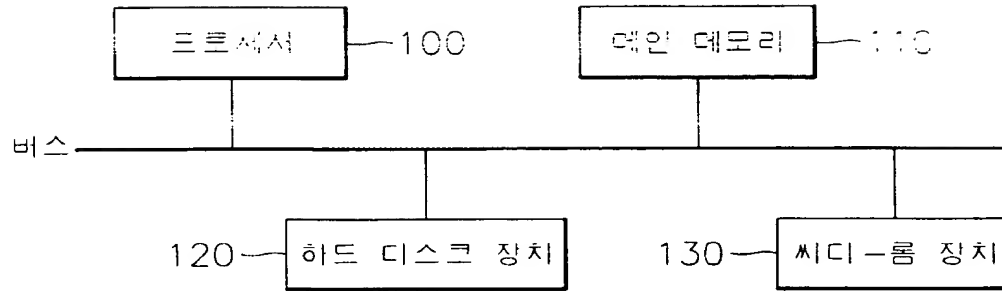 프로세서 100
메인 메모리 110
버스
120 하드 디스크 장치
130 씨디-롬 장치